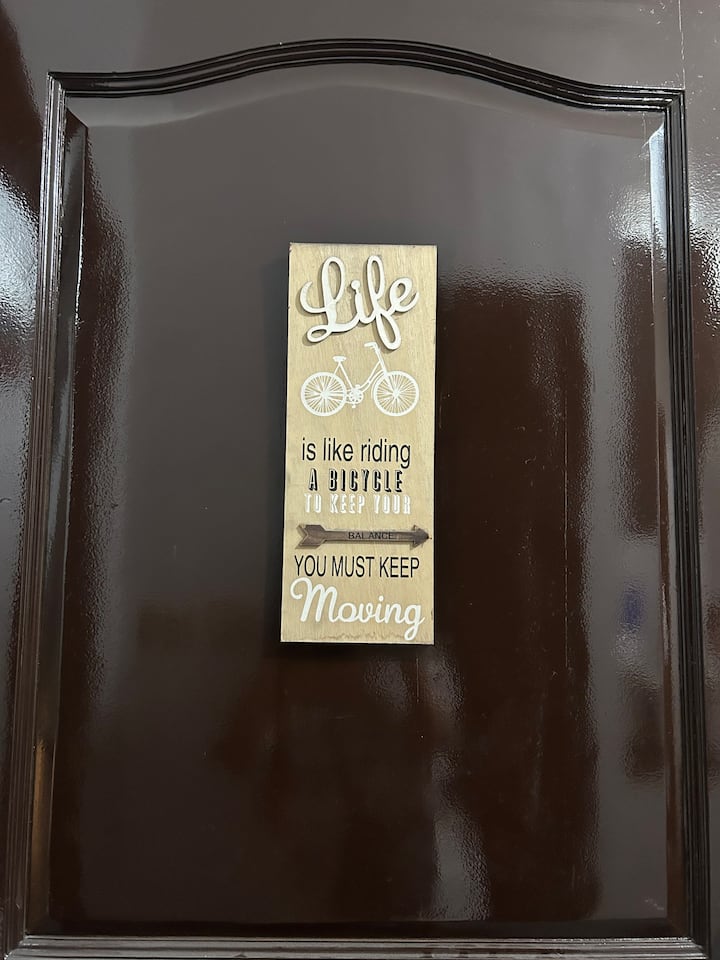 Life
is like riding
A BICYCLE
TO KEEP YOUR
BALANCE
YOU MUST KEEP
Moving